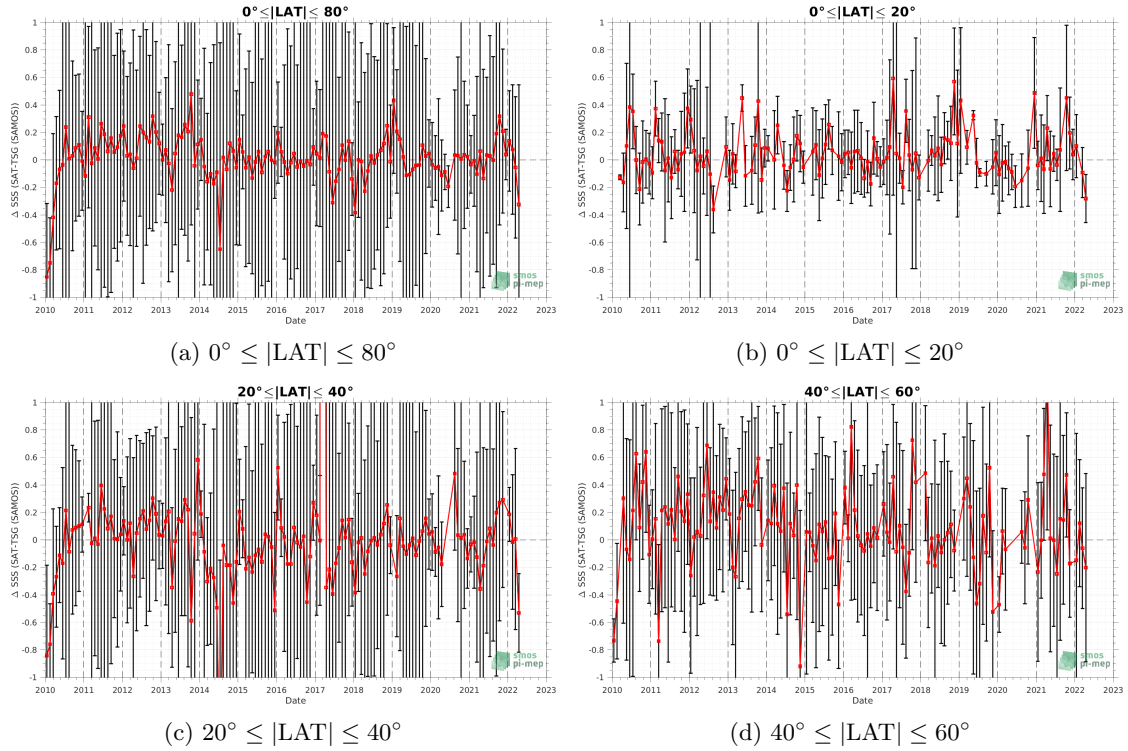 0°≤|LAT|≤ 80°
Δ SSS (SAT-TSG (SAMOS))
1
0.8
0.6
0.4
0.2
0
-0.2
-0.4
-0.6
-0.8
-1
2010 2011 2012 2013 2014 2015 2016 2017 2018 2019 2020 2021 2022 2023
Date
smos
pi-mep
(a) 0° ≤ |LAT| ≤ 80°
0°≤|LAT|≤ 20°
Δ SSS (SAT-TSG (SAMOS))
1
0.8
0.6
0.4
0.2
0
-0.2
-0.4
-0.6
-0.8
-1
2010 2011 2012 2013 2014 2015 2016 2017 2018 2019 2020 2021 2022 2023
Date
smos
pi-mep
(b) 0° ≤ |LAT| ≤ 20°
20°≤|LAT|≤ 40°
Δ SSS (SAT-TSG (SAMOS))
1
0.8
0.6
0.4
0.2
0
-0.2
-0.4
-0.6
-0.8
-1
2010 2011 2012 2013 2014 2015 2016 2017 2018 2019 2020 2021 2022 2023
Date
smos
pi-mep
(c) 20° ≤ |LAT| ≤ 40°
40°≤|LAT|≤ 60°
Δ SSS (SAT-TSG (SAMOS))
1
0.8
0.6
0.4
0.2
0
-0.2
-0.4
-0.6
-0.8
-1
2010 2011 2012 2013 2014 2015 2016 2017 2018 2019 2020 2021 2022 2023
Date
smos
pi-mep
(d) 40° ≤ |LAT| ≤ 60°